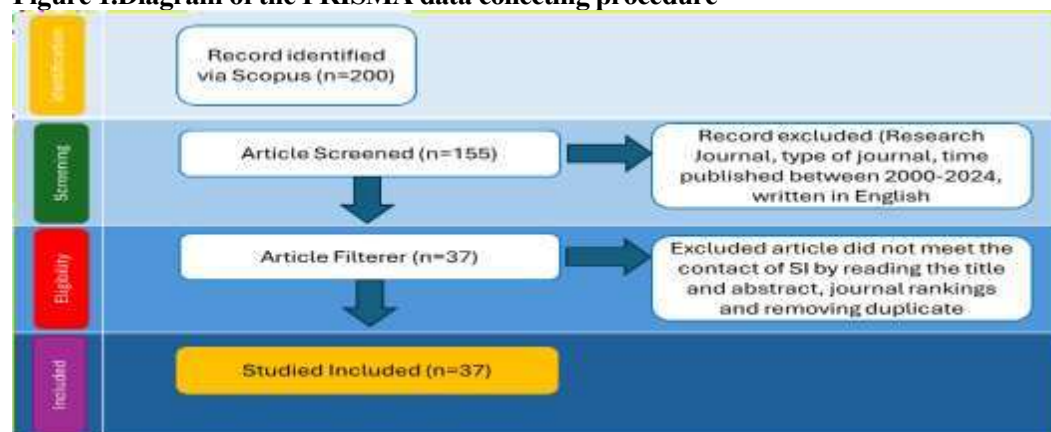 Figure 1.Diagram of the PRISMA data collecting procedure
Identification
Record identified
via Scopus (n=200)
Screening
Article Screened (n=155)
Record excluded (Research
Journal, type of journal, time
published between 2000-2024,
written in English
Eligibility
Article Filterer (n=37)
Excluded article did not meet the
contact of SI by reading the title
and abstract, journal rankings
and removing duplicate
Included
Studied Included (n=37)